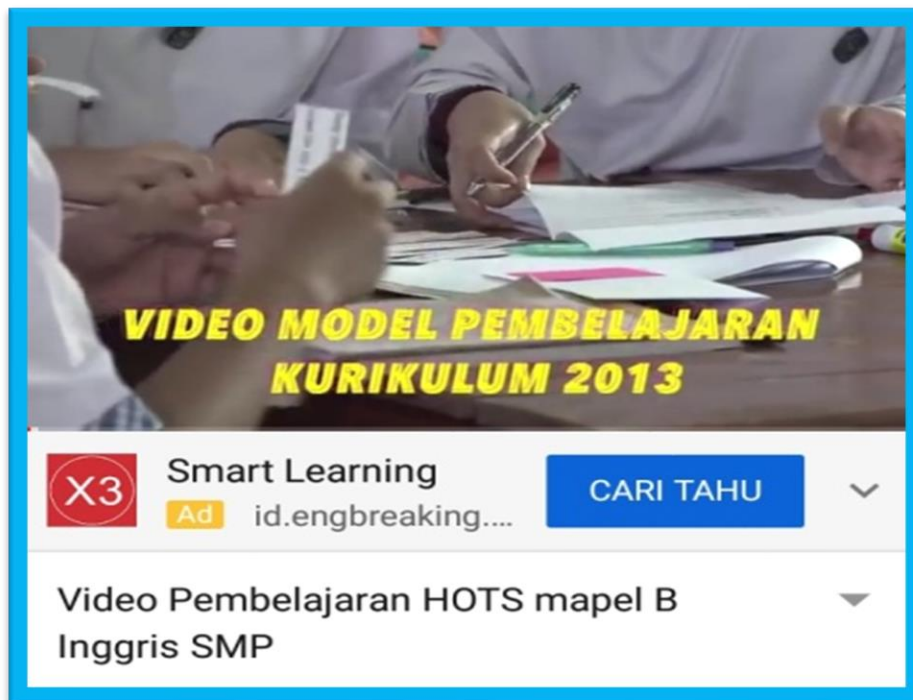 VIDEO MODEL PEMBELAJARAN
KURIKULUM 2013
X3
Smart Learning
CARI TAHU
Ad
id.engbreaking....
Video Pembelajaran HOTS mapel B
Inggris SMP